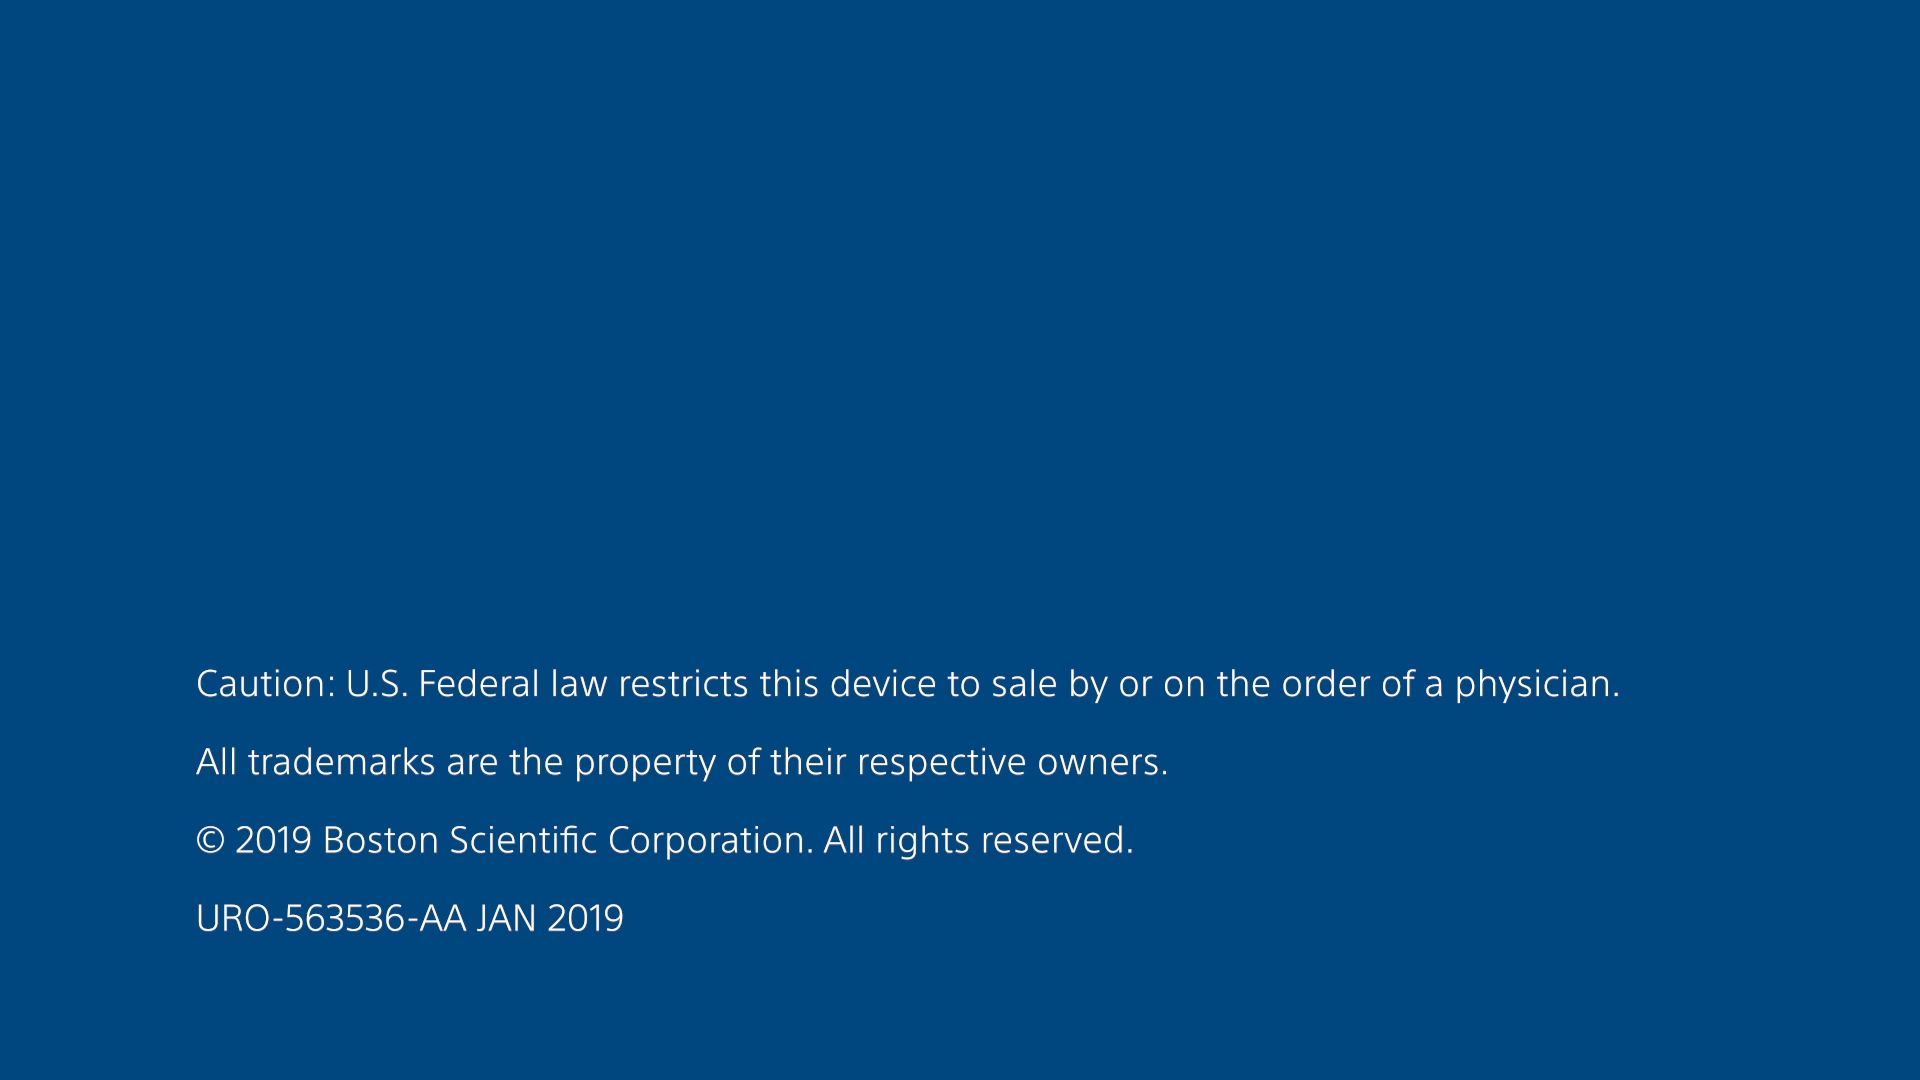 Caution: U.S. Federal law restricts this device to sale by or on the order of a physician.
All trademarks are the property of their respective owners.
© 2019 Boston Scientific Corporation. All rights reserved.
URO-563536-AA JAN 2019